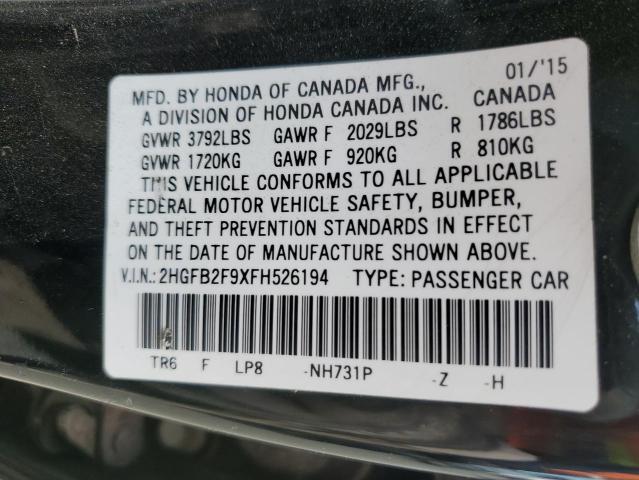 MFD. BY HONDA OF CANADA MFG., 01/'15
A DIVISION OF HONDA CANADA INC. CANADA
GVWR 3792LBS GAWR F 2029LBS R 1786LBS
GVWR 1720KG GAWR F 920KG R 810KG
THIS VEHICLE CONFORMS TO ALL APPLICABLE
FEDERAL MOTOR VEHICLE SAFETY, BUMPER,
AND THEFT PREVENTION STANDARDS IN EFFECT
ON THE DATE OF MANUFACTURE SHOWN ABOVE.
V.I.N.: 2HGFB2F9XFH526194 TYPE: PASSENGER CAR
TR6 F LP8 -NH731P -Z -H